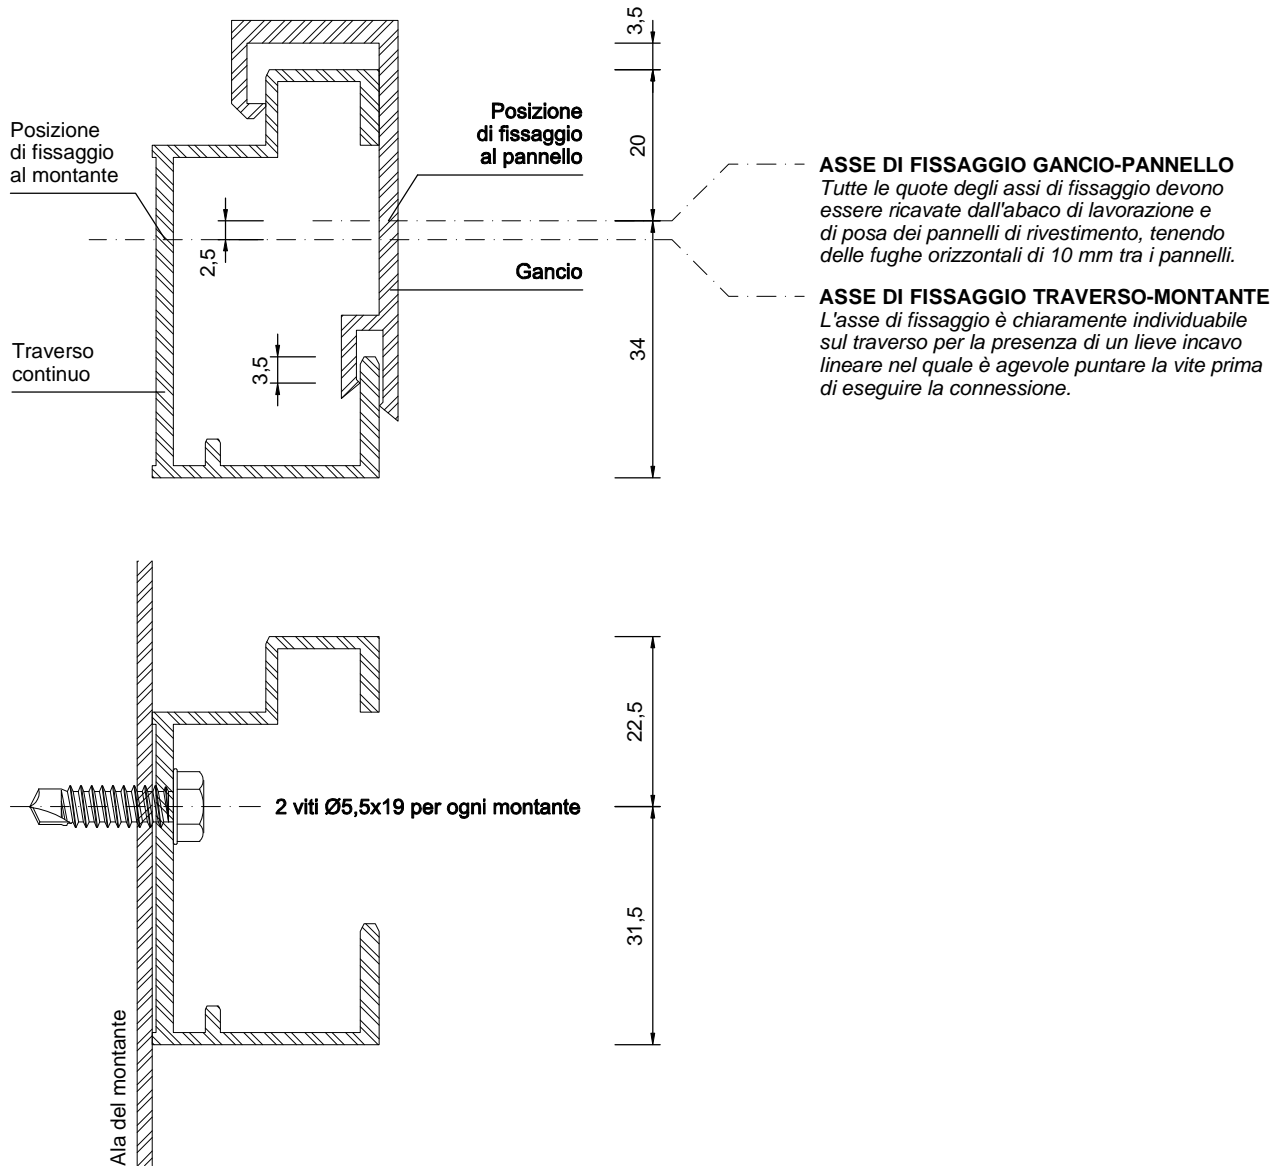 3,5
Posizione
di fissaggio
al montante
Posizione
di fissaggio
al pannello
20
ASSE DI FISSAGGIO GANCIO-PANNELLO
Tutte le quote degli assi di fissaggio devono
essere ricavate dall'abaco di lavorazione e
di posa dei pannelli di rivestimento, tenendo
delle fughe orizzontali di 10 mm tra i pannelli.
2,5
Gancio
ASSE DI FISSAGGIO TRAVERSO-MONTANTE
L'asse di fissaggio è chiaramente individuabile
sul traverso per la presenza di un lieve incavo
lineare nel quale è agevole puntare la vite prima
di eseguire la connessione.
Traverso
continuo
3,5
34
22,5
2 viti Ø5,5x19 per ogni montante
31,5
Ala del montante